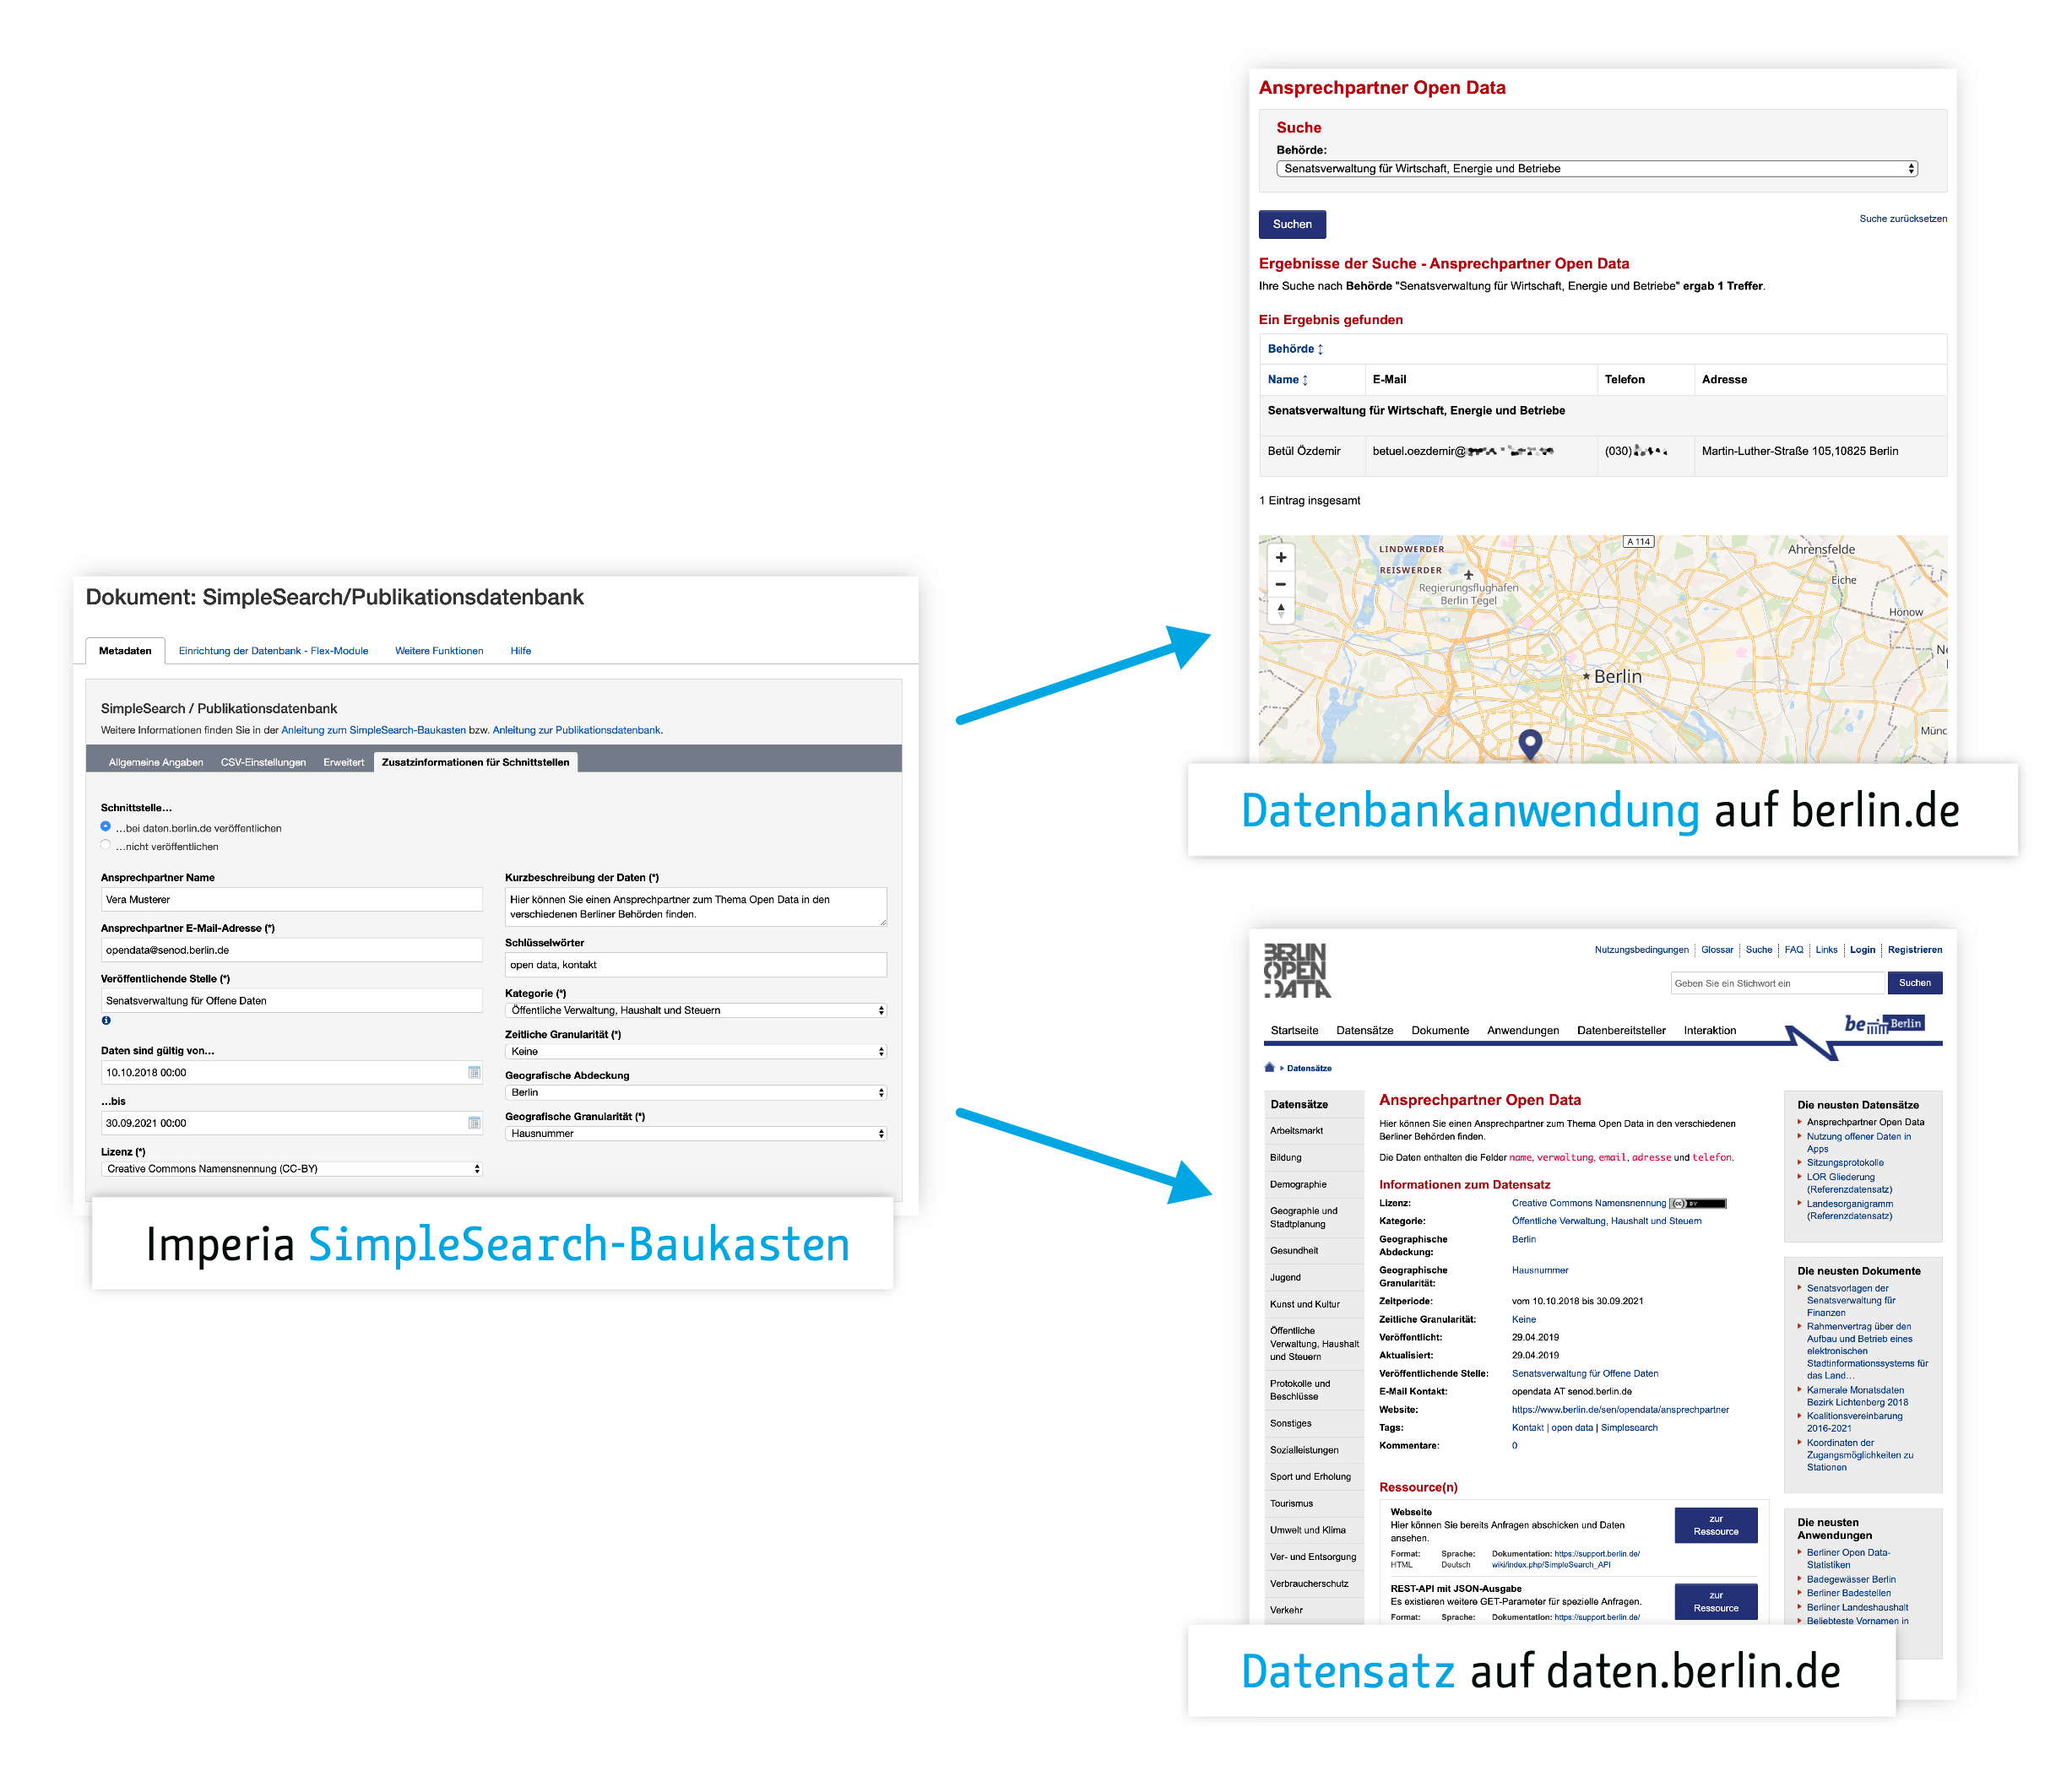 Dokument: SimpleSearch/Publikationsdatenbank
Metadaten
Einrichtung der Datenbank - Flex-Module
Weitere Funktionen
Hilfe
SimpleSearch / Publikationsdatenbank
Weitere Informationen finden Sie in der Anleitung zum SimpleSearch-Baukasten bzw. Anleitung zur Publikationsdatenbank.
Allgemeine Angaben
CSV-Einstellungen
Erweitert
Zusatzinformationen für Schnittstellen
Schnittstelle...
...bei daten.berlin.de veröffentlichen
...nicht veröffentlichen
Ansprechpartner Name
Vera Musterer
Ansprechpartner E-Mail-Adresse (*)
opendata@senod.berlin.de
Veröffentlichende Stelle (*)
Senatsverwaltung für Offene Daten
Daten sind gültig von...
10.10.2018 00:00
...bis
30.09.2021 00:00
Lizenz (*)
Creative Commons Namensnennung (CC-BY)
Kurzbeschreibung der Daten (*)
Hier können Sie einen Ansprechpartner zum Thema Open Data in den
verschiedenen Berliner Behörden finden.
Schlüsselwörter
open data, kontakt
Kategorie (*)
Öffentliche Verwaltung, Haushalt und Steuern
Zeitliche Granularität (*)
Keine
Geografische Abdeckung
Berlin
Geografische Granularität (*)
Hausnummer
Imperia SimpleSearch-Baukasten
Ansprechpartner Open Data
Suche
Behörde:
Senatsverwaltung für Wirtschaft, Energie und Betriebe
Suchen
Suche zurücksetzen
Ergebnisse der Suche - Ansprechpartner Open Data
Ihre Suche nach Behörde "Senatsverwaltung für Wirtschaft, Energie und Betriebe" ergab 1 Treffer.
Ein Ergebnis gefunden
Behörde
Name
E-Mail
Telefon
Adresse
Senatsverwaltung für Wirtschaft, Energie und Betriebe
Betül Özdemir
betuel.oezdemir@
(030)
Martin-Luther-Straße 105,10825 Berlin
1 Eintrag insgesamt
LINDWERDER
REISWERDER
Regierungsflughafen
Berlin Tegel
A 114
Ahrensfelde
Eiche
Hönow
Berlin
Datenbankanwendung auf berlin.de
BERLIN
OPEN
DATA
Nutzungsbedingungen
Glossar
Suche
FAQ
Links
Login
Registrieren
Geben Sie ein Stichwort ein
Suchen
Startseite
Datensätze
Dokumente
Anwendungen
Datenbereitsteller
Interaktion
be Berlin
Datensätze
Datensätze
Arbeitsmarkt
Bildung
Demographie
Geographie und
Stadtplanung
Gesundheit
Jugend
Kunst und Kultur
Öffentliche
Verwaltung, Haushalt
und Steuern
Protokolle und
Beschlüsse
Sonstiges
Sozialleistungen
Sport und Erholung
Tourismus
Umwelt und Klima
Ver- und Entsorgung
Verbraucherschutz
Verkehr
Ansprechpartner Open Data
Hier können Sie einen Ansprechpartner zum Thema Open Data in den verschiedenen
Berliner Behörden finden.
Die Daten enthalten die Felder name, verwaltung, email, adresse und telefon.
Informationen zum Datensatz
Lizenz: Creative Commons Namensnennung (cc) BY
Kategorie: Öffentliche Verwaltung, Haushalt und Steuern
Geographische
Abdeckung: Berlin
Geographische
Granularität: Hausnummer
Zeitperiode: vom 10.10.2018 bis 30.09.2021
Zeitliche Granularität: Keine
Veröffentlicht: 29.04.2019
Aktualisiert: 29.04.2019
Veröffentlichende Stelle: Senatsverwaltung für Offene Daten
E-Mail Kontakt: opendata AT senod.berlin.de
Website: https://www.berlin.de/sen/opendata/ansprechpartner
Tags: Kontakt | open data | Simplesearch
Kommentare: 0
Ressource(n)
Webseite
Hier können Sie bereits Anfragen abschicken und Daten
ansehen.
Format: Sprache: Dokumentation: https://support.berlin.de/
HTML Deutsch wiki/index.php/SimpleSearch_API
zur
Ressource
REST-API mit JSON-Ausgabe
Es existieren weitere GET-Parameter für spezielle Anfragen.
Format: Sprache: Dokumentation: https://support.berlin.de/
zur
Ressource
Die neusten Datensätze
Ansprechpartner Open Data
Nutzung offener Daten in
Apps
Sitzungsprotokolle
LOR Gliederung
(Referenzdatensatz)
Landesorganigramm
(Referenzdatensatz)
Die neusten Dokumente
Senatsvorlagen der
Senatsverwaltung für
Finanzen
Rahmenvertrag über den
Aufbau und Betrieb eines
elektronischen
Stadtinformationssystems für
das Land...
Kamerale Monatsdaten
Bezirk Lichtenberg 2018
Koalitionsvereinbarung
2016-2021
Koordinaten der
Zugangsmöglichkeiten zu
Stationen
Die neusten
Anwendungen
Berliner Open Data-
Statistiken
Badegewässer Berlin
Berliner Badestellen
Berliner Landeshaushalt
Beliebteste Vornamen in
Datensatz auf daten.berlin.de